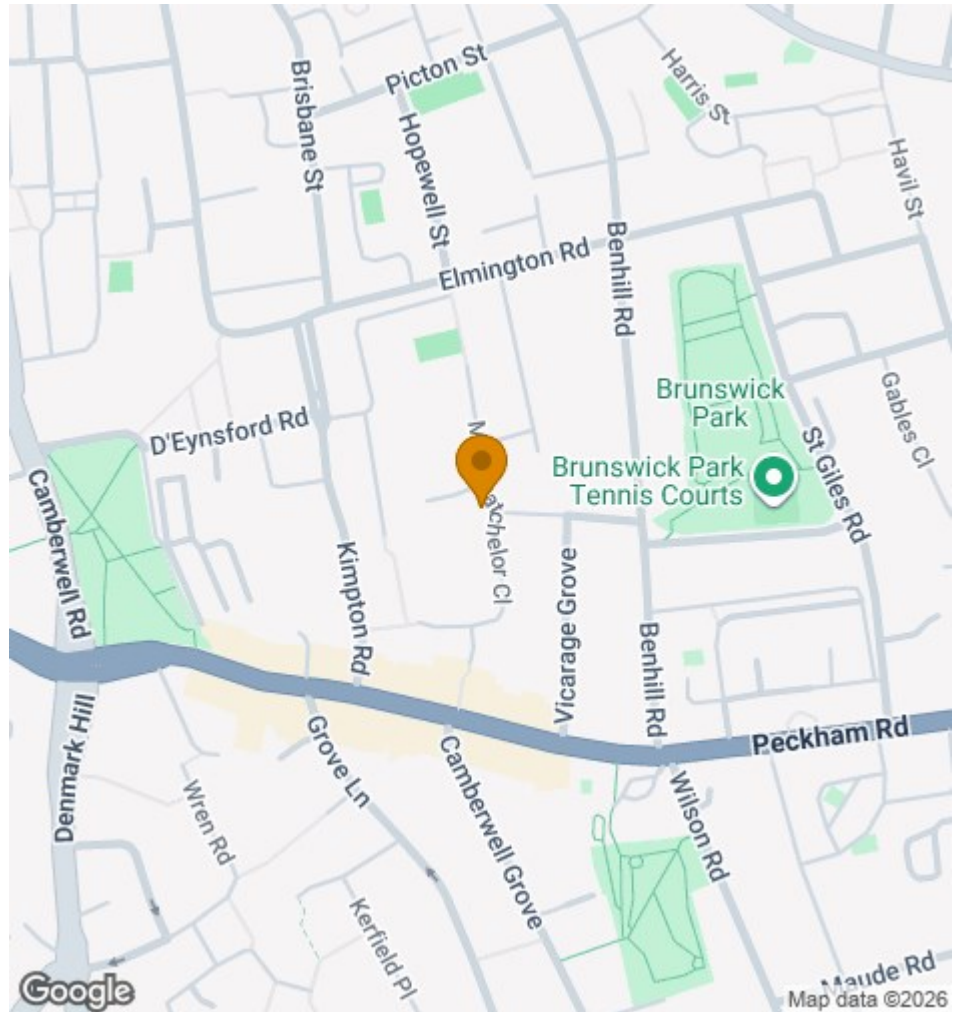 Picton St
Harris St
Brisbane St
Hopewell St
Havil St
Benhill Rd
Elmington Rd
Brunswick
Park
Gables Cl
D'Eynsford Rd
Brunswick Park
Tennis Courts
St Giles Rd
Camberwell Rd
Kimpton Rd
Vicarage Grove
Benhill Rd
Peckham Rd
Denmark Hill
Grove Ln
Camberwell Grove
Wilson Rd
Wren Rd
Kerfield Pl
Maude Rd
Google
Map data ©2026